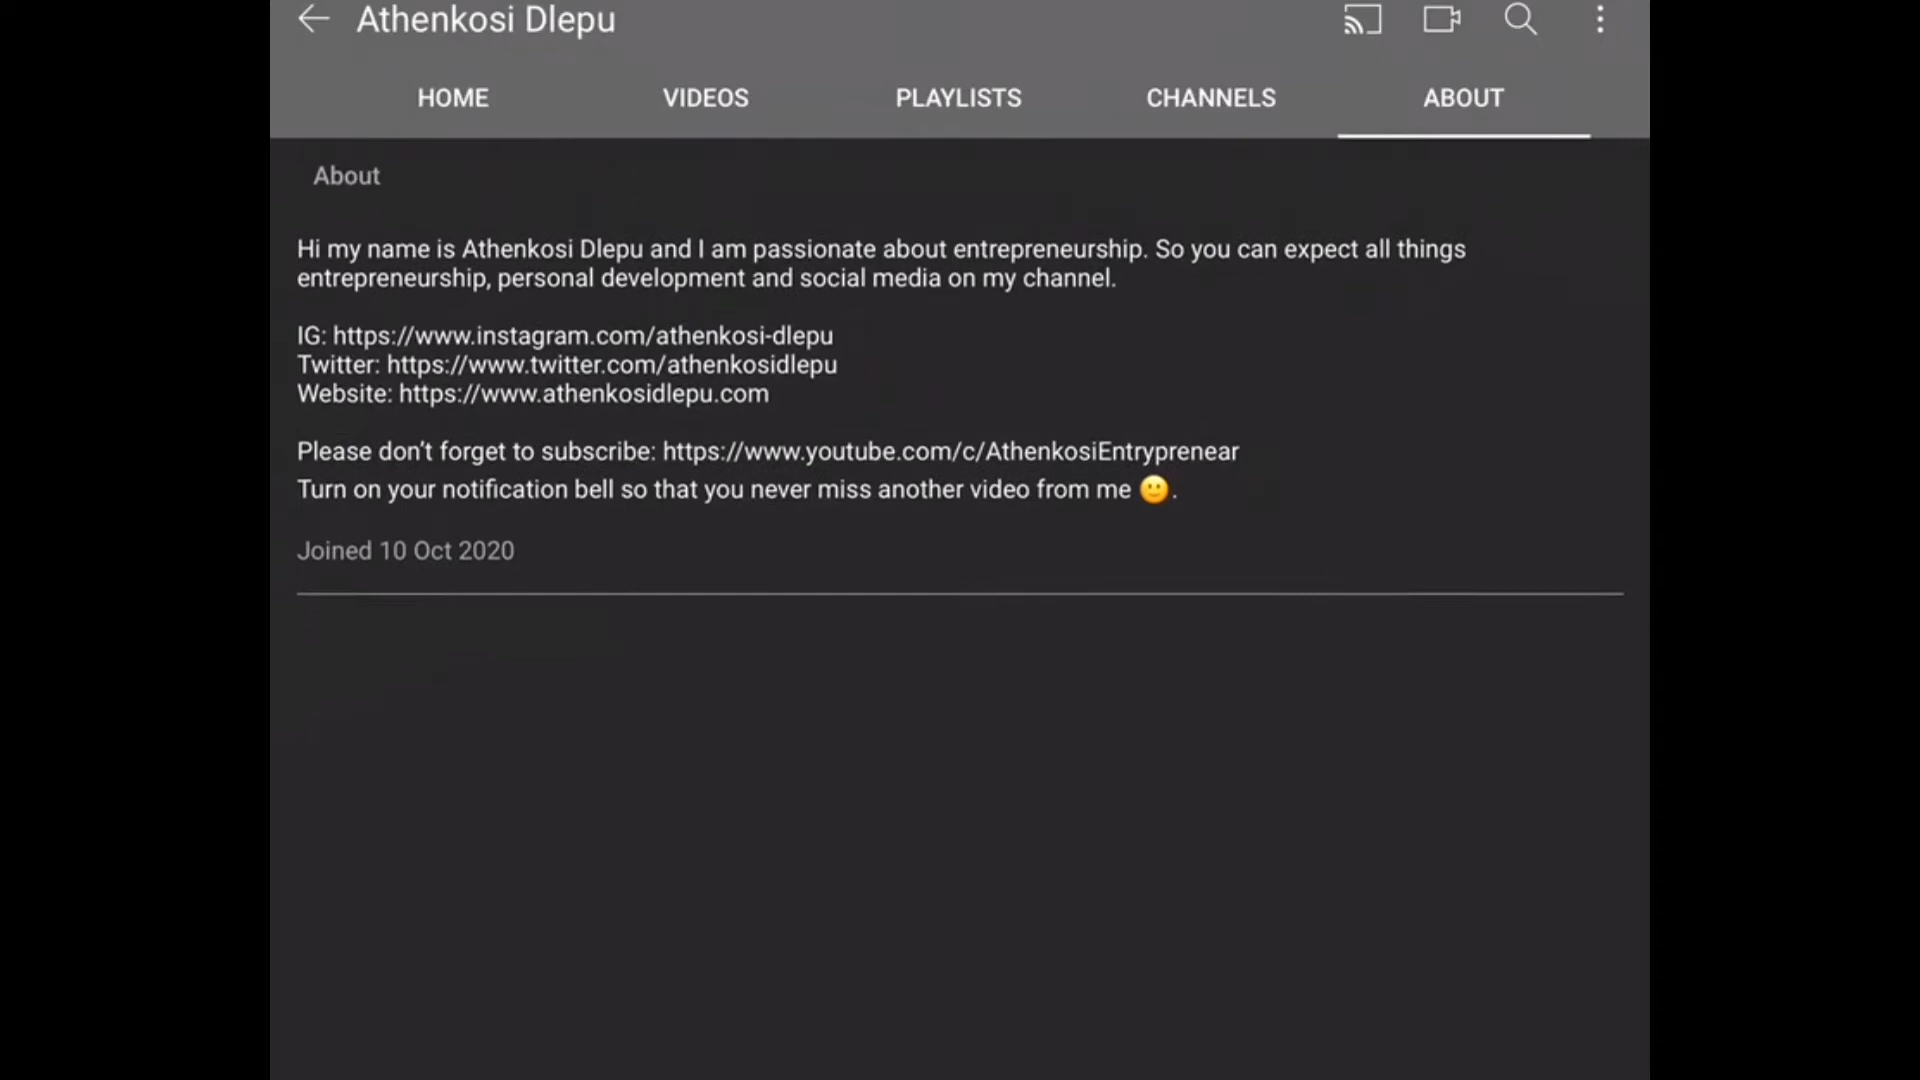 Athenkosi Dlepu
HOME VIDEOS PLAYLISTS CHANNELS ABOUT
About
Hi my name is Athenkosi Dlepu and I am passionate about entrepreneurship. So you can expect all things
entrepreneurship, personal development and social media on my channel.
IG: https://www.instagram.com/athenkosi-dlepu
Twitter: https://www.twitter.com/athenkosidlepu
Website: https://www.athenkosidlepu.com
Please don’t forget to subscribe: https://www.youtube.com/c/AthenkosiEntryprenear
Turn on your notification bell so that you never miss another video from me 🙂.
Joined 10 Oct 2020